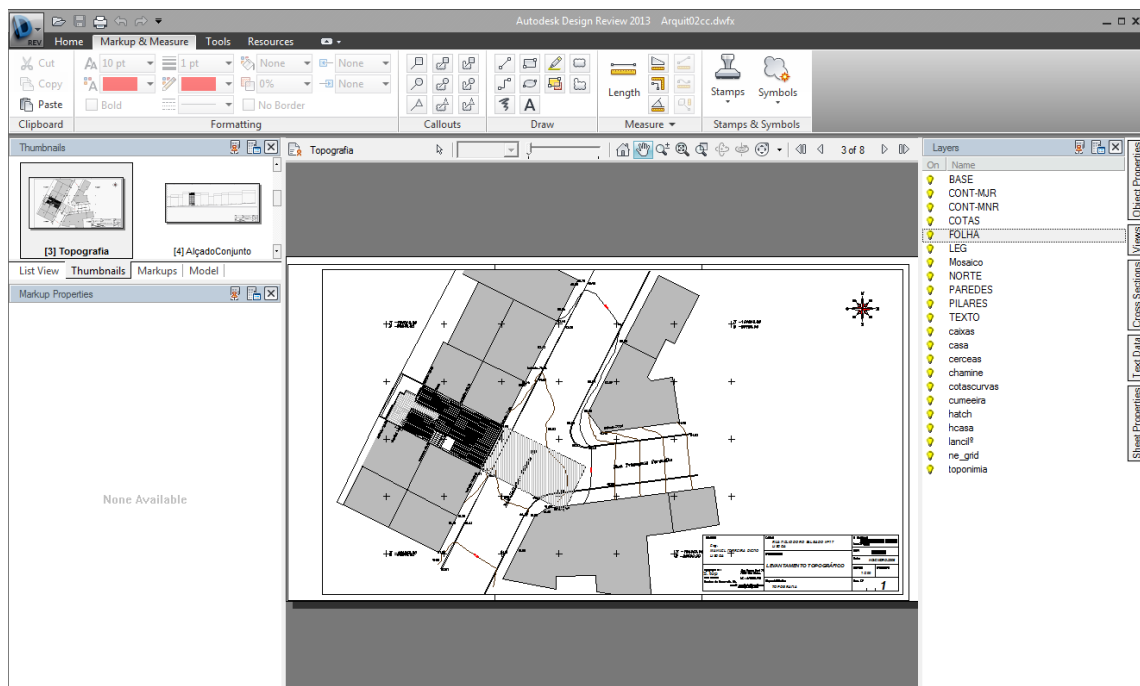 Autodesk Design Review 2013 Arquit02cc.dwfx
REV
Home Markup & Measure Tools Resources
Cut 10 pt 1 pt None None
Copy 0% None
Paste Bold No Border
Length Stamps Symbols
Clipboard Formatting Callouts Draw Measure Stamps & Symbols
Thumbnails
[3] Topografia [4] AlçadoConjunto
List View Thumbnails Markups Model
Markup Properties
None Available
Topografia
3 of 8
LEVANTAMENTO TOPOGRÁFICO
TOPOGRAFIA
1
Layers
On Name
BASE
CONT-MJR
CONT-MNR
COTAS
FOLHA
LEG
Mosaico
NORTE
PAREDES
PILARES
TEXTO
caixas
casa
cerceas
chamine
cotascurvas
cumeeira
hatch
hcasa
lancilº
ne_grid
toponimia
Object Properties
Views
Cross Sections
Text Data
Sheet Properties